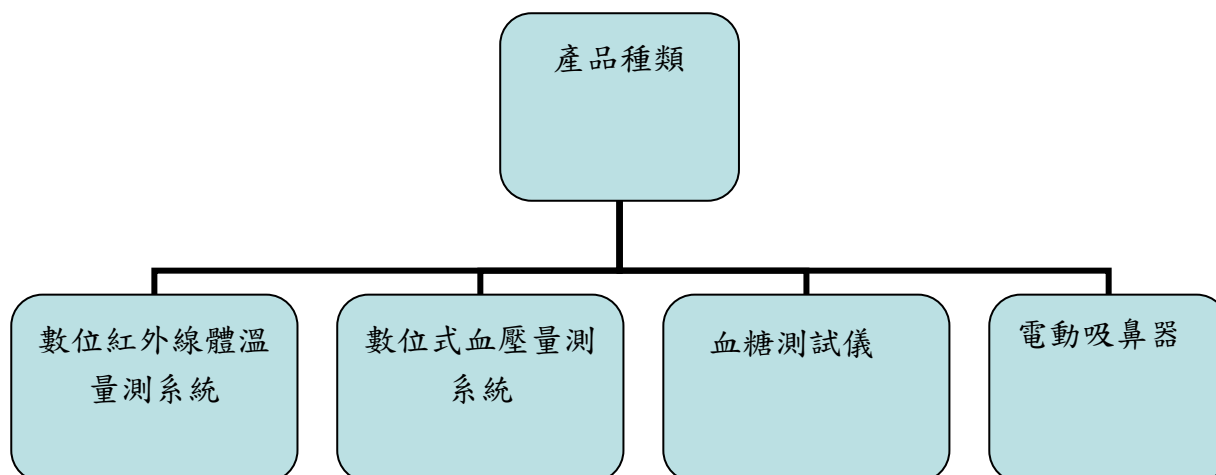 產品種類
數位紅外線體溫
量測系統
數位式血壓量測
系統
血糖測試儀
電動吸鼻器